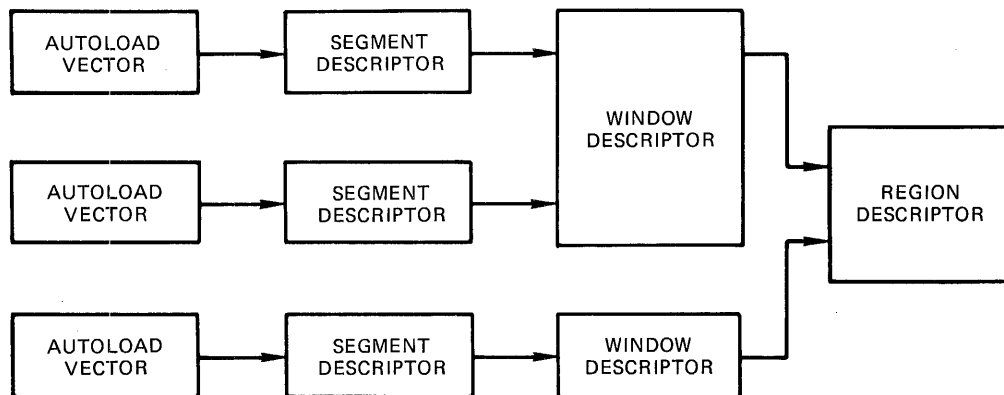 AUTOLOAD
VECTOR
SEGMENT
DESCRIPTOR
WINDOW
DESCRIPTOR
AUTOLOAD
VECTOR
SEGMENT
DESCRIPTOR
REGION
DESCRIPTOR
AUTOLOAD
VECTOR
SEGMENT
DESCRIPTOR
WINDOW
DESCRIPTOR